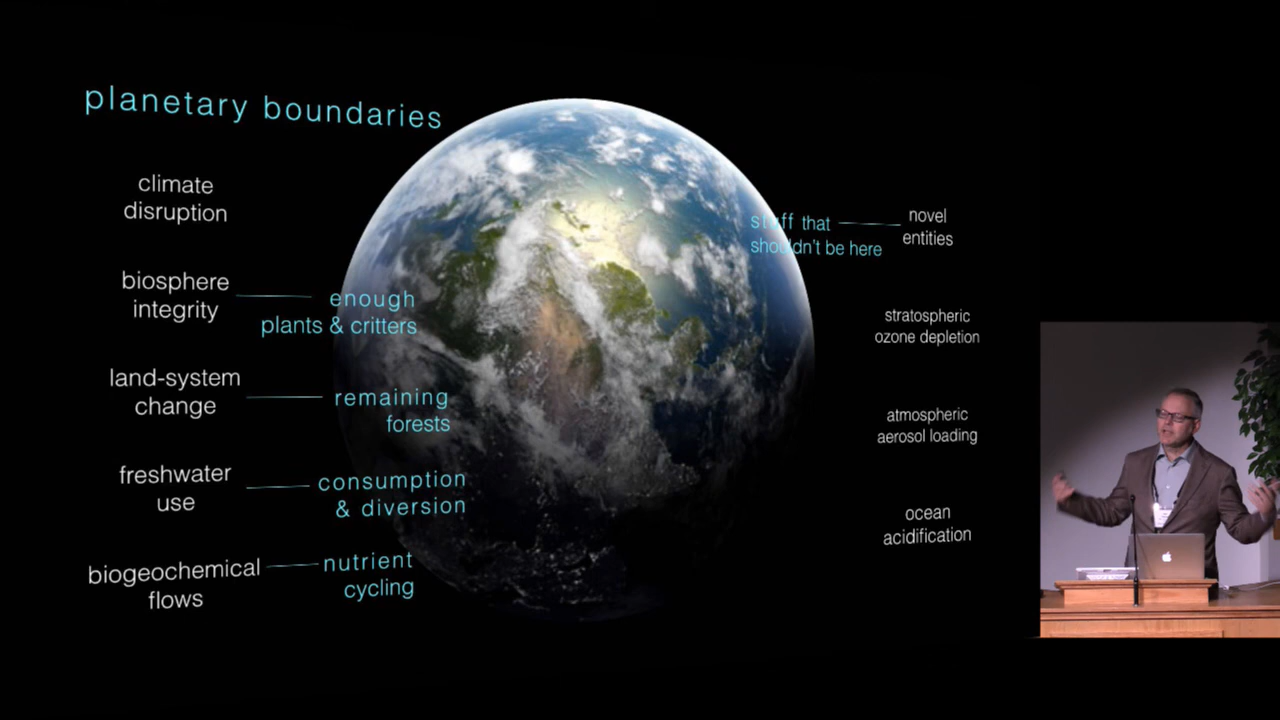 planetary boundaries
climate
disruption
biosphere
integrity
enough
plants & critters
land-system
change
remaining
forests
freshwater
use
consumption
& diversion
biogeochemical
flows
nutrient
cycling
stuff that
shouldn't be here
novel
entities
stratospheric
ozone depletion
atmospheric
aerosol loading
ocean
acidification